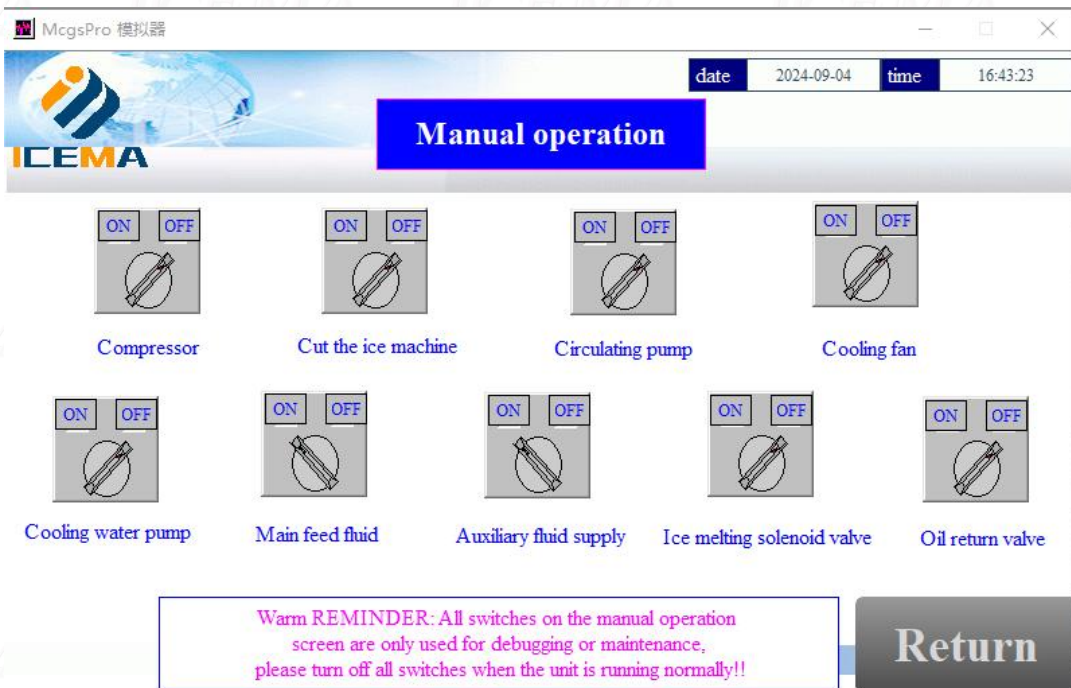 McgsPro 模拟器
date 2024-09-04 time 16:43:23
ICEMA
Manual operation
ON OFF ON OFF ON OFF ON OFF
Compressor Cut the ice machine Circulating pump Cooling fan
ON OFF ON OFF ON OFF ON OFF ON OFF
Cooling water pump Main feed fluid Auxiliary fluid supply Ice melting solenoid valve Oil return valve
Warm REMINDER: All switches on the manual operation
screen are only used for debugging or maintenance,
please turn off all switches when the unit is running normally!!
Return